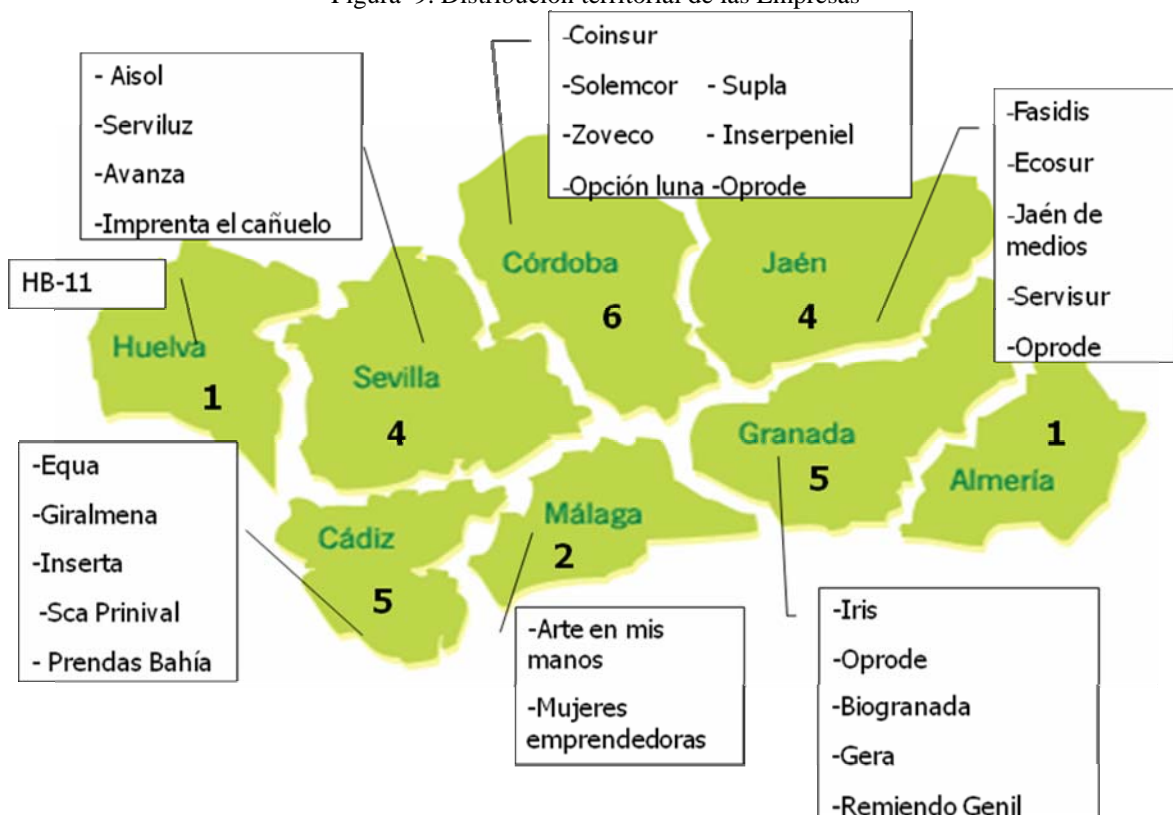 Figura 9. Distribución territorial de las Empresas
- Aisol
-Serviluz
-Avanza
-Imprenta el cañuelo
-Coinsur
-Solemcor - Supla
-Zoveco - Inserpeniel
-Opción luna -Oprode
-Fasidis
-Ecosur
-Jaén de
medios
-Servisur
-Oprode
HB-11
Huelva
1
Sevilla
4
Córdoba
6
Jaén
4
Granada
5
Almería
1
Cádiz
5
Málaga
2
-Equa
-Giralmena
-Inserta
-Sca Prinival
- Prendas Bahía
-Arte en mis
manos
-Mujeres
emprendedoras
-Iris
-Oprode
-Biogranada
-Gera
-Remiendo Genil